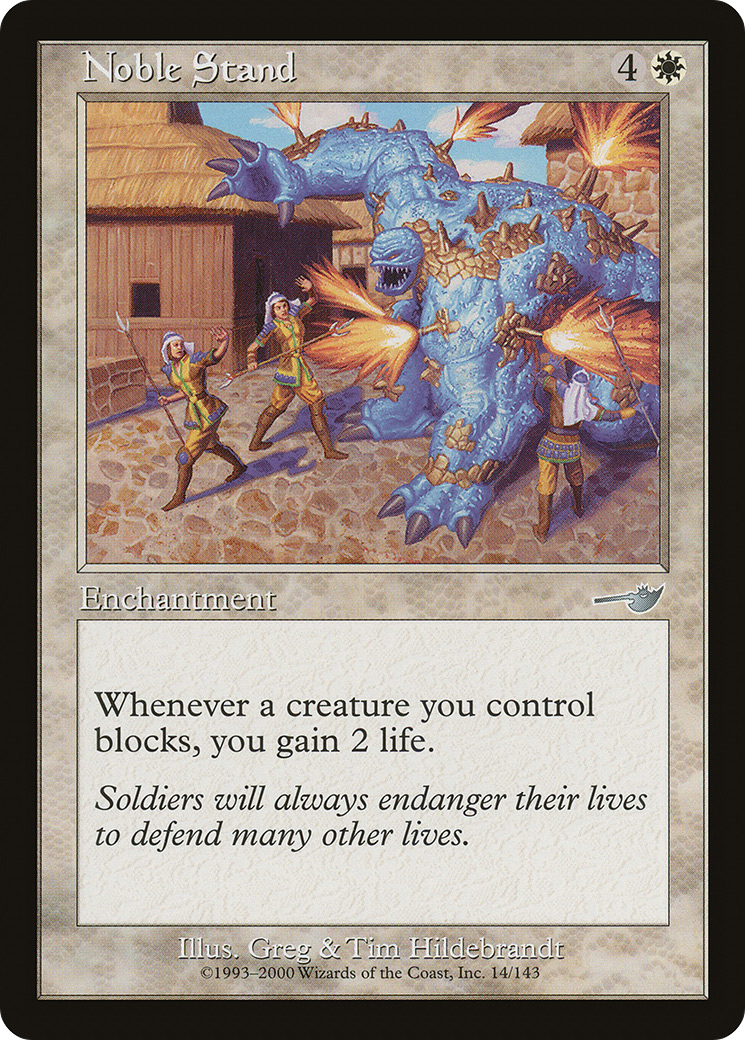 Noble Stand 4
Enchantment
Whenever a creature you control
blocks, you gain 2 life.
Soldiers will always endanger their lives
to defend many other lives.
Illus. Greg & Tim Hildebrandt
©1993–2000 Wizards of the Coast, Inc. 14/143